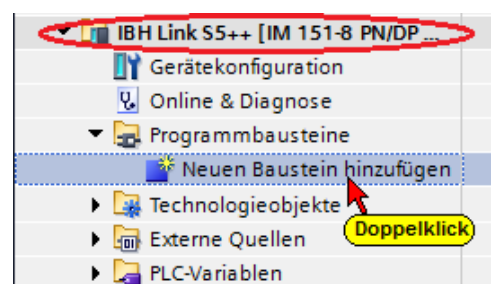 IBH Link S5++ [IM 151-8 PN/DP ...
Gerätekonfiguration
Online & Diagnose
Programmbausteine
Neuen Baustein hinzufügen
Technologieobjekte
Doppelklick
Externe Quellen
PLC-Variablen